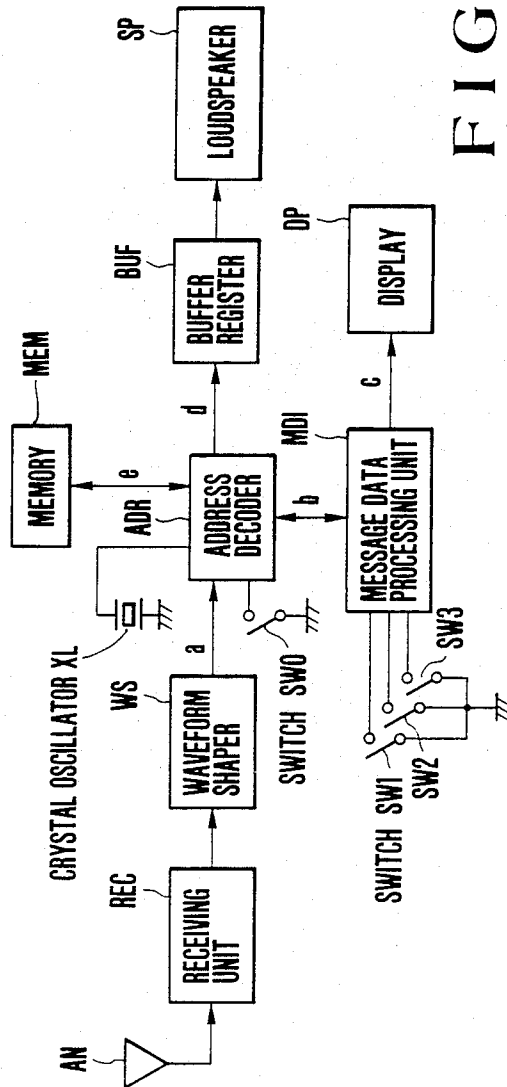 AN
REC
RECEIVING
UNIT
WS
WAVEFORM
SHAPER
a
CRYSTAL OSCILLATOR XL
SWITCH SW0
ADR
ADDRESS
DECODER
e
MEM
MEMORY
d
BUF
BUFFER
REGISTER
SP
LOUDSPEAKER
b
MDI
MESSAGE DATA
PROCESSING UNIT
SWITCH SW1
SW2
SW3
c
DP
DISPLAY
FIG